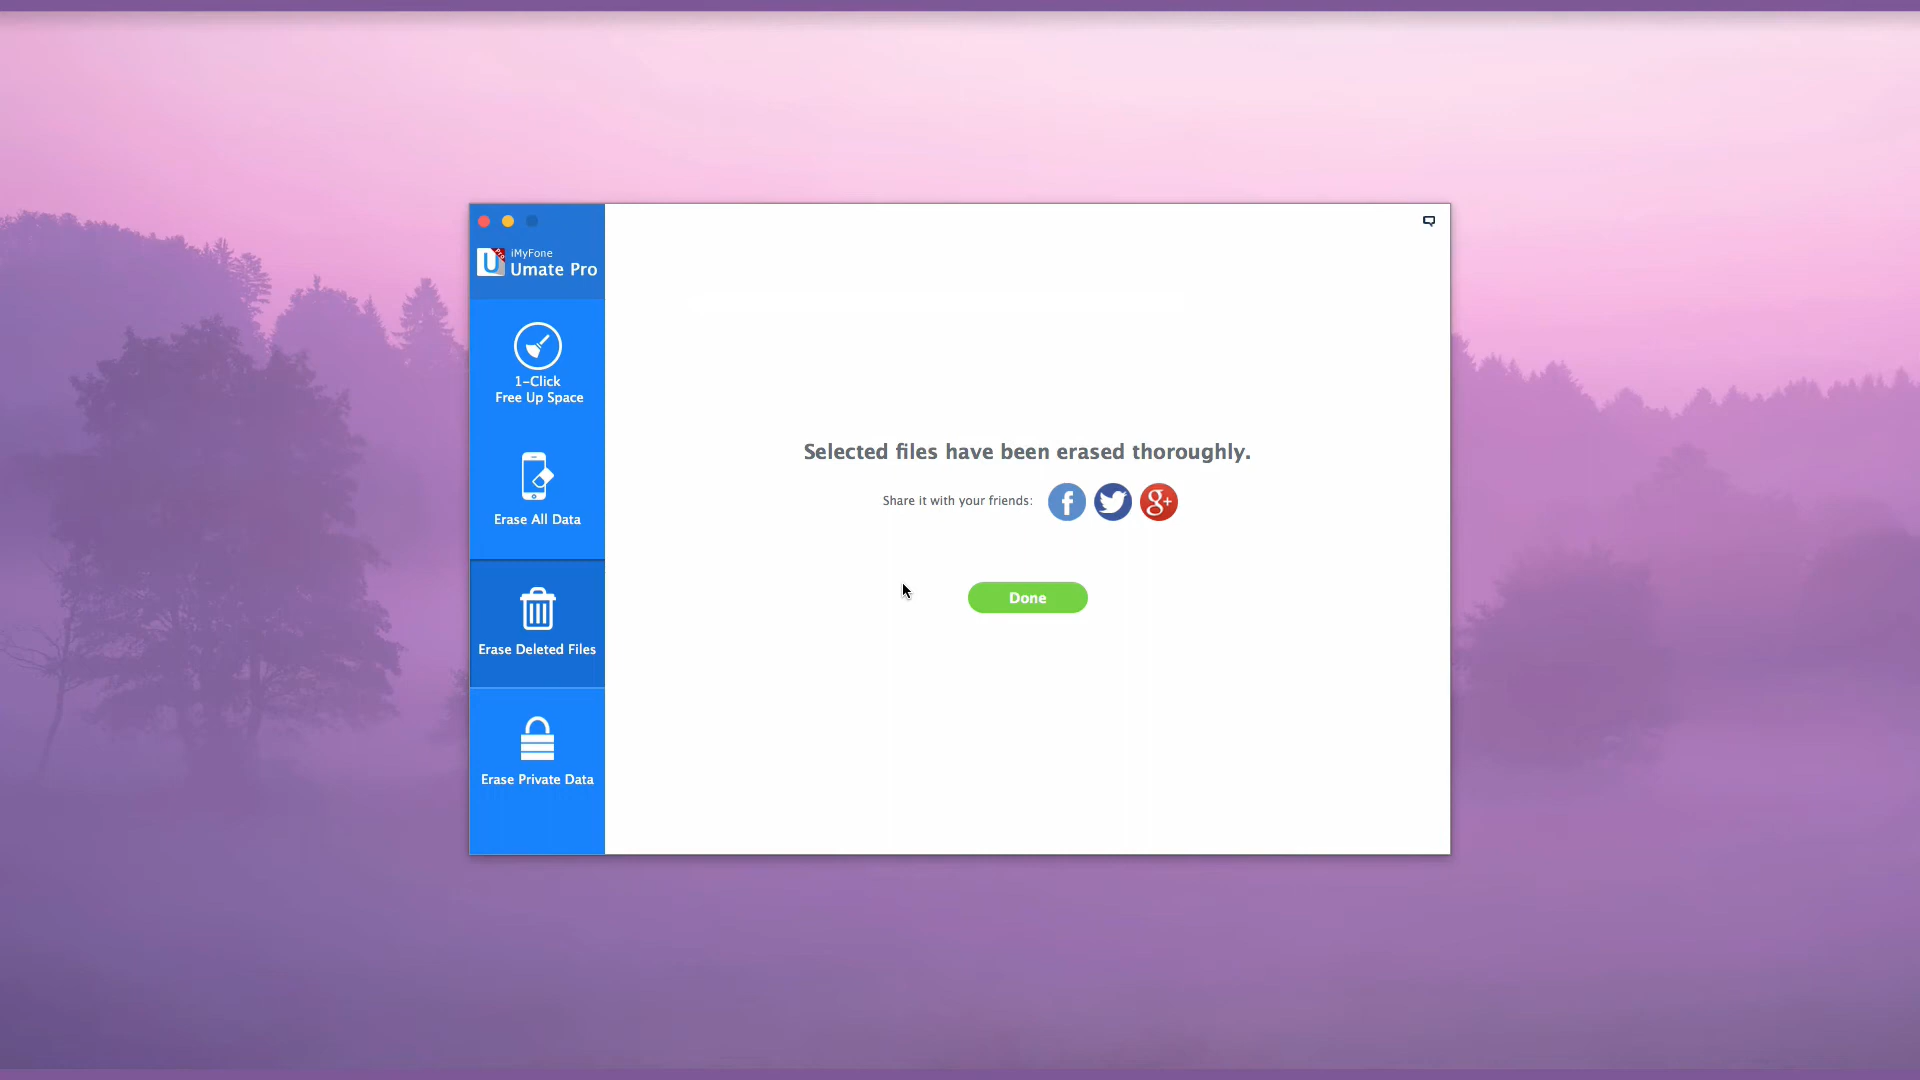 iMyFone
Umate Pro
1-Click
Free Up Space
Erase All Data
Erase Deleted Files
Erase Private Data
Selected files have been erased thoroughly.
Share it with your friends:
Done